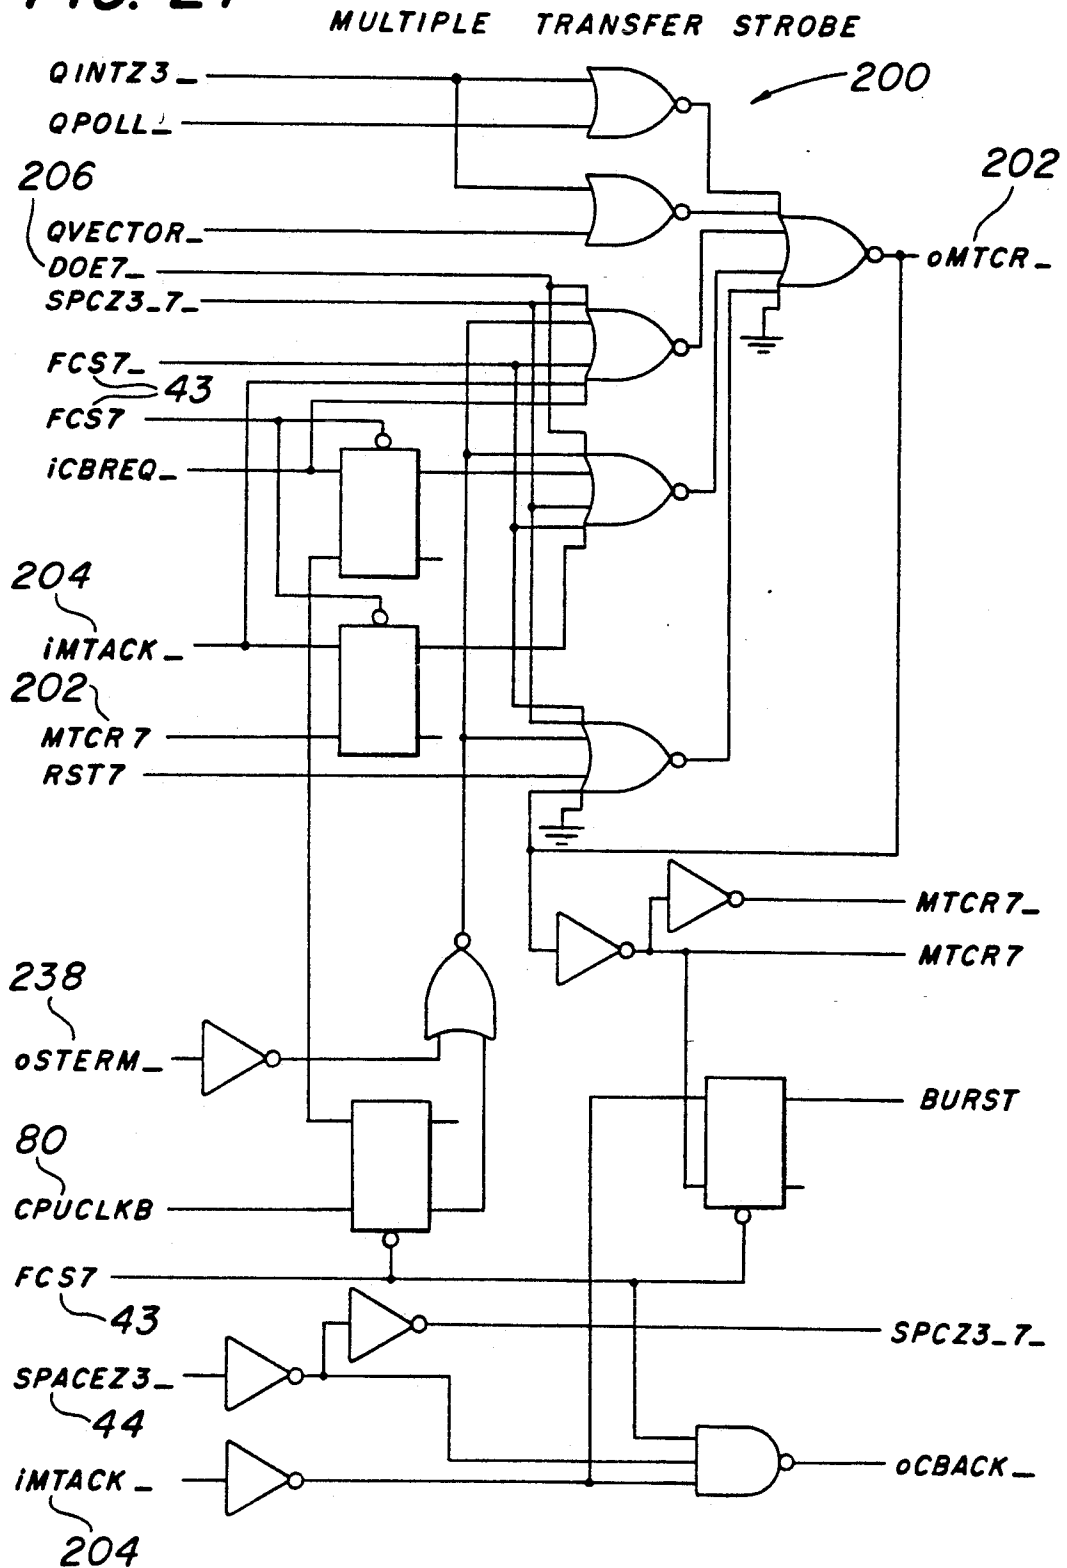 MULTIPLE TRANSFER STROBE
QINTZ3_
200
QPOLL_
206
202
QVECTOR_
oMTCR_
DOE7_
SPCZ3_7_
FCS7_
43
FCS7
iCBREQ_
204
iMTACK_
202
MTCR7
RST7
MTCR7_
MTCR7
238
oSTERM_
BURST
80
CPUCLKB
FCS7
43
SPCZ3_7_
SPACEZ3_
44
oCBACK_
iMTACK_
204